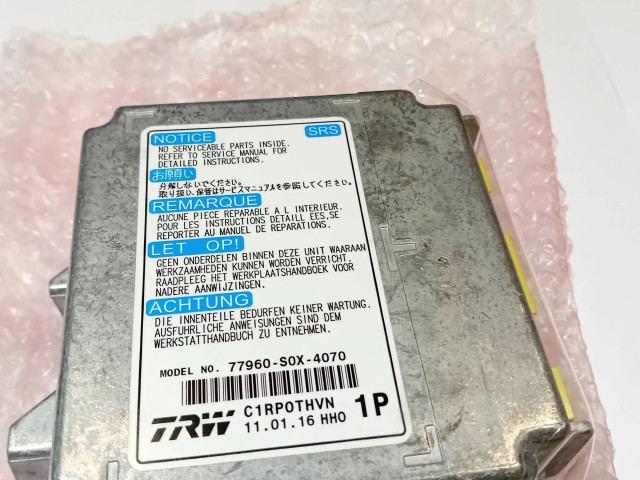 NOTICE
SRS
NO SERVICEABLE PARTS INSIDE.
REFER TO SERVICE MANUAL FOR
DETAILED INSTRUCTIONS.
お願い
分解しないでください。
取り扱い、保管はサービスマニュアルを参照してください。
REMARQUE
AUCUNE PIECE REPARABLE A L INTERIEUR.
POUR LES INSTRUCTIONS DETAILL EES,SE
REPORTER AU MANUEL DE REPARATIONS.
LET OP!
GEEN ONDERDELEN BINNEN DEZE UNIT WAARAAN
WERKZAAMHEDEN KUNNEN WORDEN VERRICHT.
RAADPLEEG HET WERKPLAATSHANDBOEK VOOR
NADERE AANWIJZINGEN.
ACHTUNG
DIE INNENTEILE BEDURFEN KEINER WARTUNG.
AUSFUHRLICHE ANWEISUNGEN SIND DEM
WERKSTATTHANDBUCH ZU ENTNEHMEN.
MODEL NO. 77960-S0X-4070
TRW C1RP0THVN 1P
11.01.16 HHO